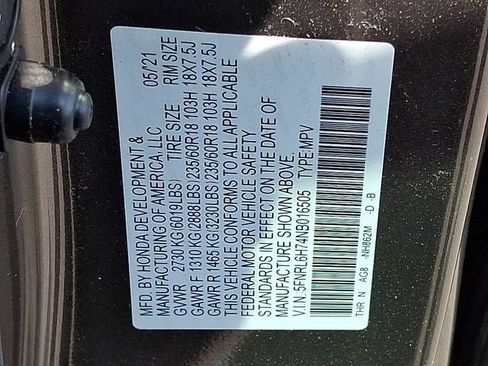 MFD. BY HONDA DEVELOPMENT &
MANUFACTURING OF AMERICA, LLC 05/21
GVWR 2730 KG(6019LBS) TIRE SIZE RIM SIZE
GAWR F 1310 KG(2888LBS)235/60R18 103H 18X7.5J
GAWR R 1465 KG(3230LBS)235/60R18 103H 18X7.5J
THIS VEHICLE CONFORMS TO ALL APPLICABLE
FEDERAL MOTOR VEHICLE SAFETY
STANDARDS IN EFFECT ON THE DATE OF
MANUFACTURE SHOWN ABOVE.
V.I.N. 5FNRL6H74NB016505 TYPE:MPV
THR N AG8 -NH862M -D -B